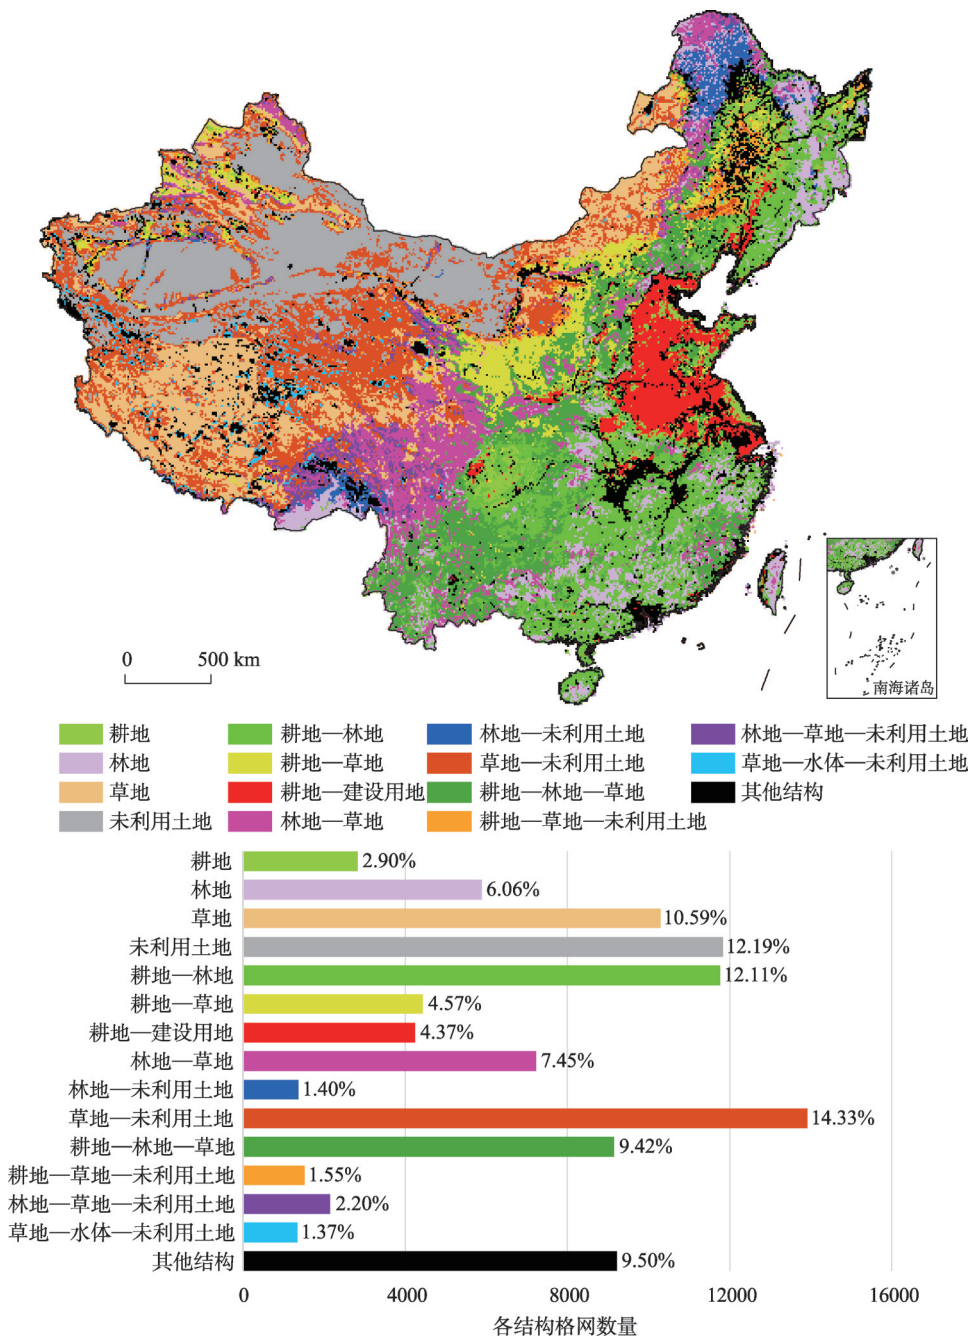 0 500 km
南海诸岛
耕地 耕地—林地 林地—未利用土地 林地—草地—未利用土地
林地 耕地—草地 草地—未利用土地 草地—水体—未利用土地
草地 耕地—建设用地 耕地—林地—草地 其他结构
未利用土地 林地—草地 耕地—草地—未利用土地
耕地 2.90%
林地 6.06%
草地 10.59%
未利用土地 12.19%
耕地—林地 12.11%
耕地—草地 4.57%
耕地—建设用地 4.37%
林地—草地 7.45%
林地—未利用土地 1.40%
草地—未利用土地 14.33%
耕地—林地—草地 9.42%
耕地—草地—未利用土地 1.55%
林地—草地—未利用土地 2.20%
草地—水体—未利用土地 1.37%
其他结构 9.50%
0 4000 8000 12000 16000
各结构格网数量